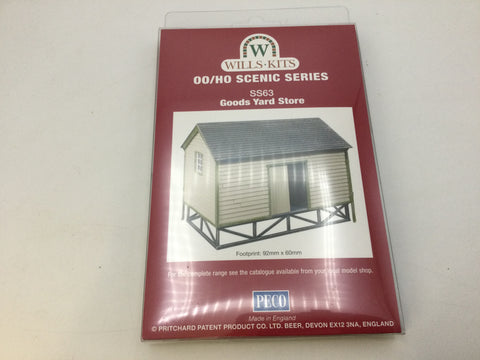 W
WILLS·KITS
OO/HO SCENIC SERIES
SS63
Goods Yard Store
Footprint: 92mm x 60mm
For the complete range see the catalogue available from your local model shop.
PECO
Made in England
© PRITCHARD PATENT PRODUCT CO. LTD. BEER, DEVON EX12 3NA, ENGLAND